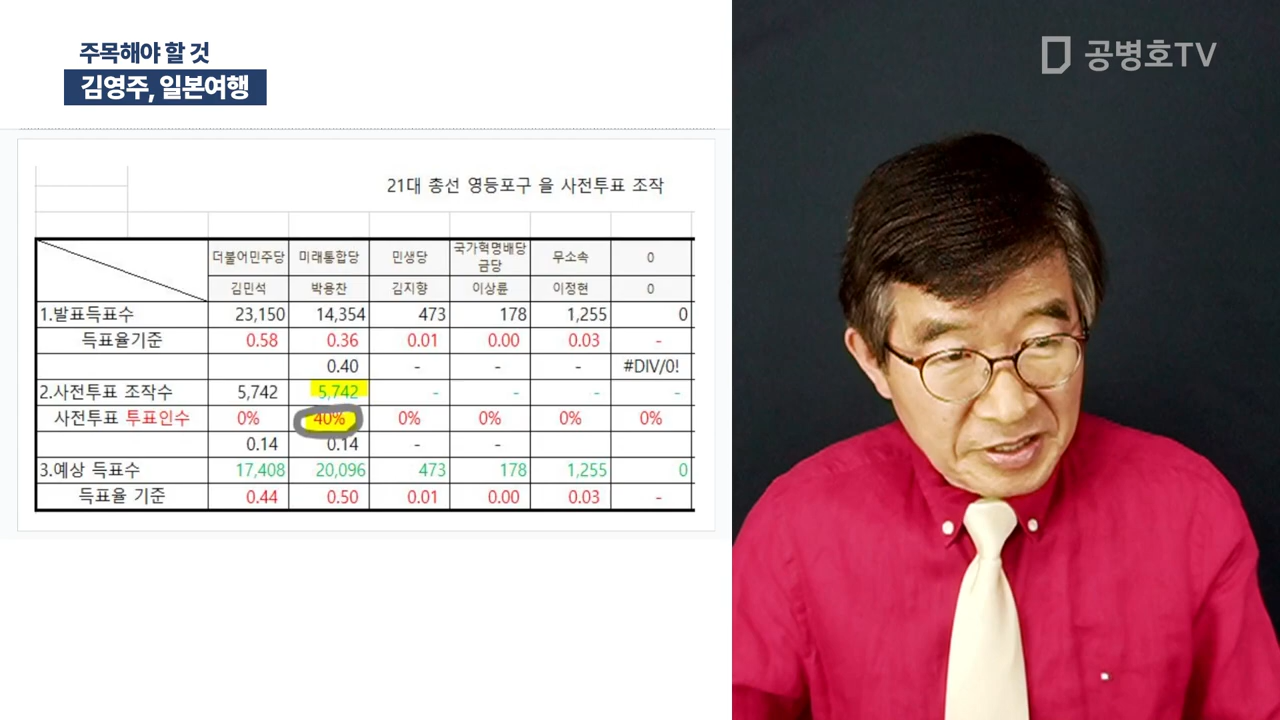 주목해야 할 것
김영주, 일본여행
공병호TV
21대 총선 영등포구 을 사전투표 조작
더불어민주당 미래통합당 민생당 국가혁명배당금당 무소속 0
김민석 박용찬 김지향 이상륜 이정현 0
1.발표득표수 23,150 14,354 473 178 1,255 0
득표율기준 0.58 0.36 0.01 0.00 0.03 -
0.40 - - - #DIV/0!
2.사전투표 조작수 5,742 5,742 - - - -
사전투표 투표인수 0% 40% 0% 0% 0% 0%
0.14 0.14 - -
3.예상 득표수 17,408 20,096 473 178 1,255 0
득표율 기준 0.44 0.50 0.01 0.00 0.03 -